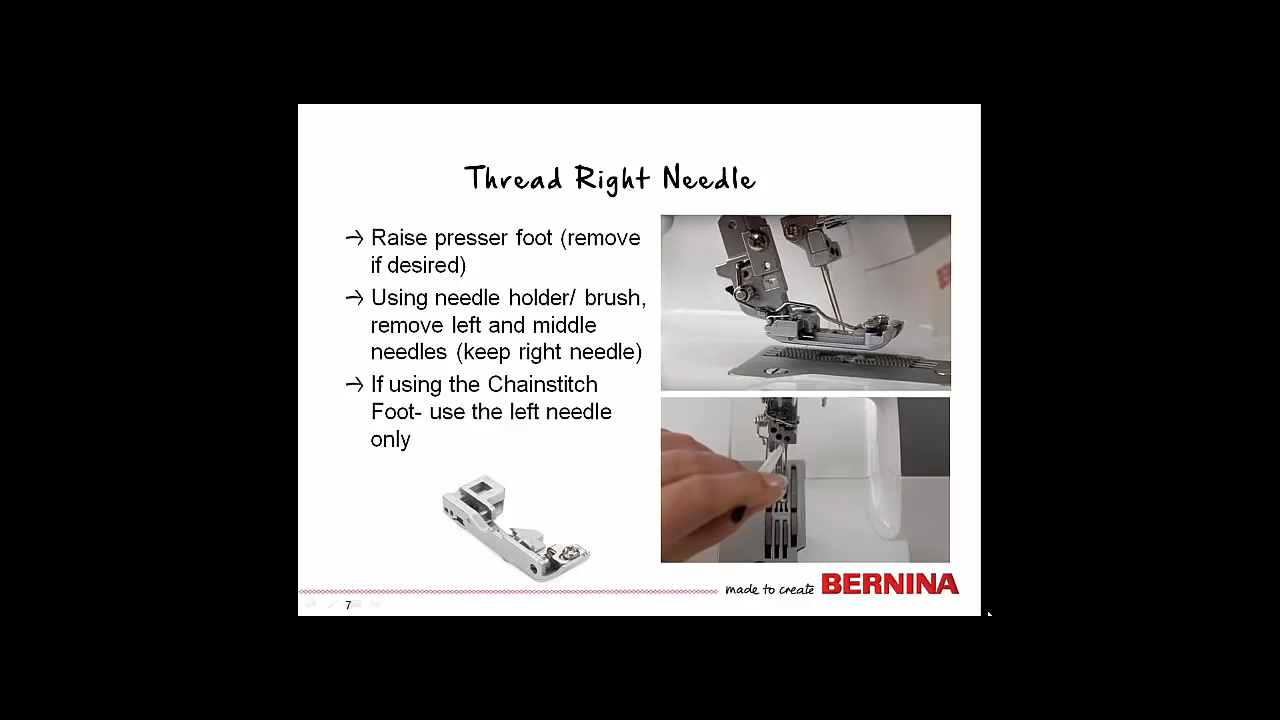 Thread Right Needle
Raise presser foot (remove
if desired)
Using needle holder/ brush,
remove left and middle
needles (keep right needle)
If using the Chainstitch
Foot- use the left needle
only
made to create BERNINA
7